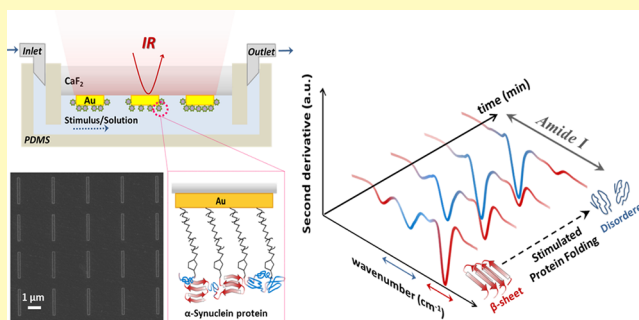 Inlet
IR
Outlet
CaF₂
Au
Stimulus/Solution
PDMS
1 μm
Au
α-Synuclein protein
Second derivative (a.u.)
time (min)
Amide I
wavenumber (cm⁻¹)
β-sheet
Stimulated
Protein Folding
Disordered